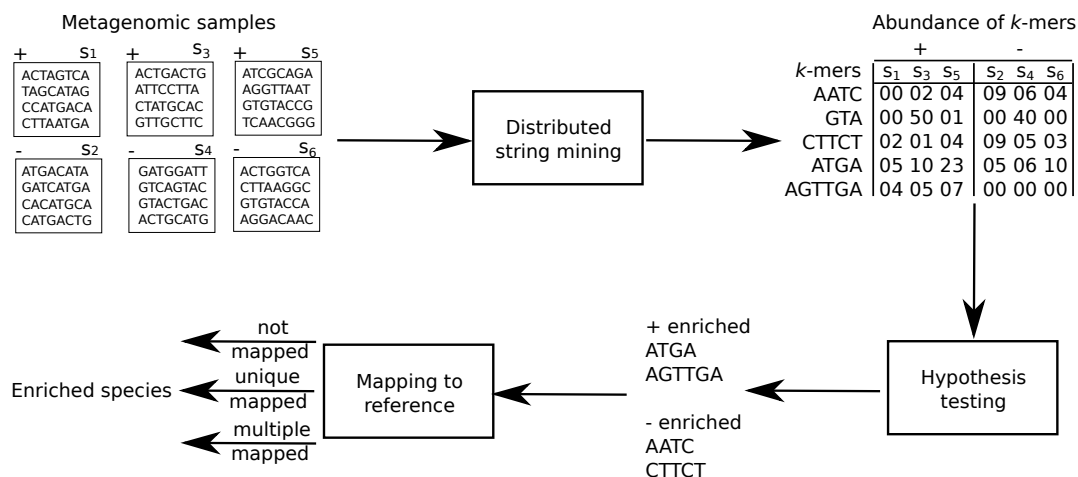 Metagenomic samples
+ s1
ACTAGTCA
TAGCATAG
CCATGACA
CTTAATGA
+ s3
ACTGACTG
ATTCCTTA
CTATGCAC
GTTGCTTC
+ s5
ATCGCAGA
AGGTTAAT
GTGTACCG
TCAACGGG
- s2
ATGACATA
GATCATGA
CACATGCA
CATGACTG
- s4
GATGGATT
GTCAGTAC
GTACTGAC
ACTGCATG
- s6
ACTGGTCA
CTTAAGGC
GTGTACCA
AGGACAAC
Distributed
string mining
Abundance of k-mers
+ -
k-mers s1 s3 s5 s2 s4 s6
AATC 00 02 04 09 06 04
GTA 00 50 01 00 40 00
CTTCT 02 01 04 09 05 03
ATGA 05 10 23 05 06 10
AGTTGA 04 05 07 00 00 00
Hypothesis
testing
+ enriched
ATGA
AGTTGA
- enriched
AATC
CTTCT
Mapping to
reference
not
mapped
unique
mapped
multiple
mapped
Enriched species